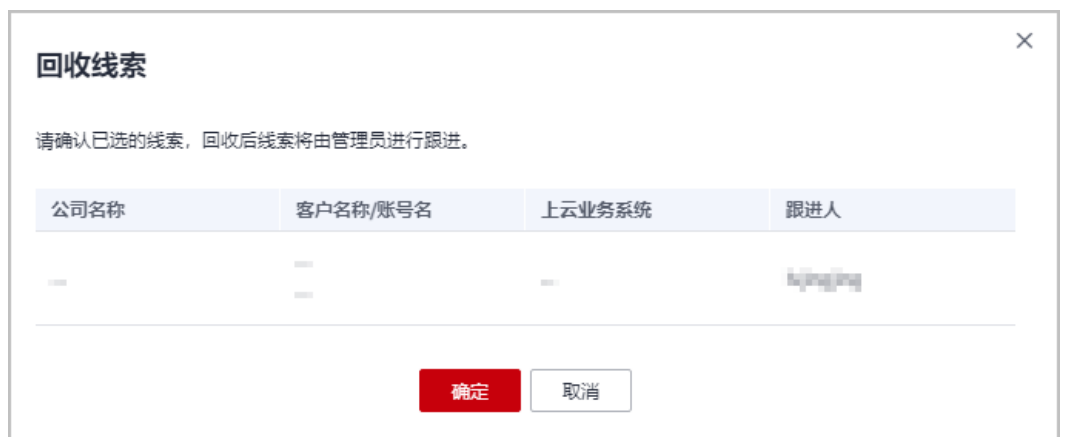 回收线索
请确认已选的线索，回收后线索将由管理员进行跟进。
公司名称 客户名称/账号名 上云业务系统 跟进人
确定 取消